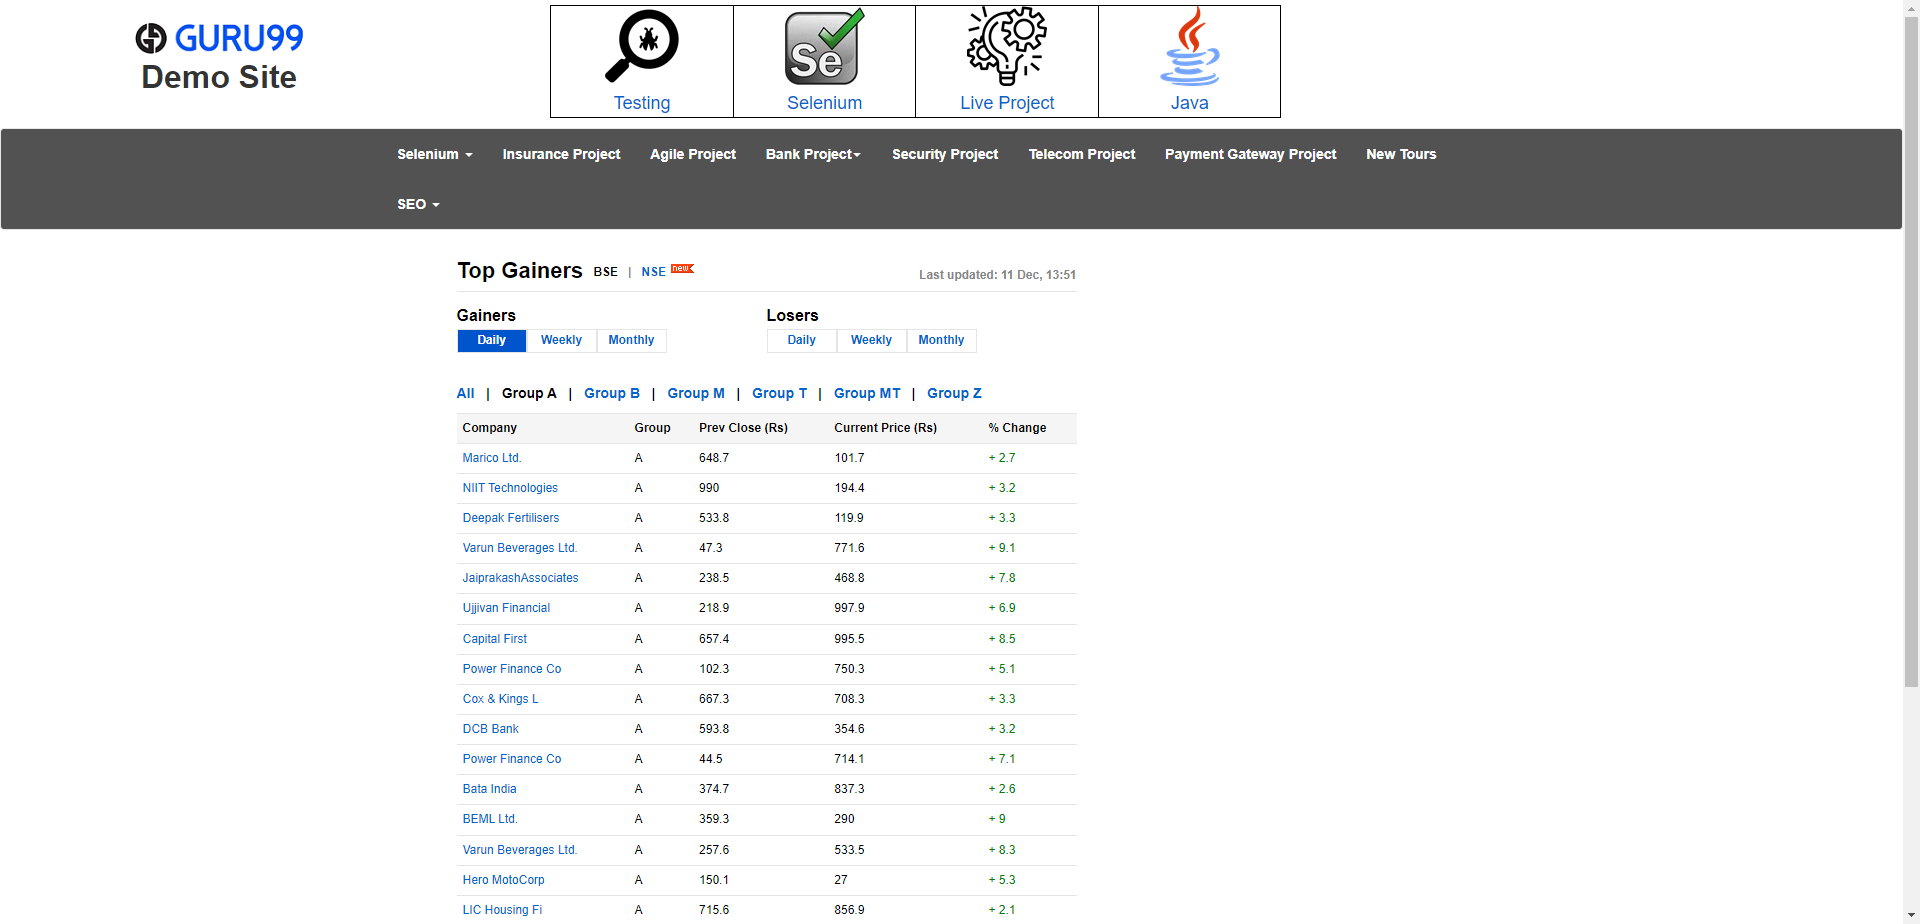 GURU99
Demo Site
Testing
Se
Selenium
Live Project
Java
Selenium
Insurance Project
Agile Project
Bank Project
Security Project
Telecom Project
Payment Gateway Project
New Tours
SEO
Top Gainers BSE | NSE new
Last updated: 11 Dec, 13:51
Gainers
Losers
Daily Weekly Monthly
Daily Weekly Monthly
All | Group A | Group B | Group M | Group T | Group MT | Group Z
Company Group Prev Close (Rs) Current Price (Rs) % Change
Marico Ltd. A 648.7 101.7 + 2.7
NIIT Technologies A 990 194.4 + 3.2
Deepak Fertilisers A 533.8 119.9 + 3.3
Varun Beverages Ltd. A 47.3 771.6 + 9.1
JaiprakashAssociates A 238.5 468.8 + 7.8
Ujjivan Financial A 218.9 997.9 + 6.9
Capital First A 657.4 995.5 + 8.5
Power Finance Co A 102.3 750.3 + 5.1
Cox & Kings L A 667.3 708.3 + 3.3
DCB Bank A 593.8 354.6 + 3.2
Power Finance Co A 44.5 714.1 + 7.1
Bata India A 374.7 837.3 + 2.6
BEML Ltd. A 359.3 290 + 9
Varun Beverages Ltd. A 257.6 533.5 + 8.3
Hero MotoCorp A 150.1 27 + 5.3
LIC Housing Fi A 715.6 856.9 + 2.1